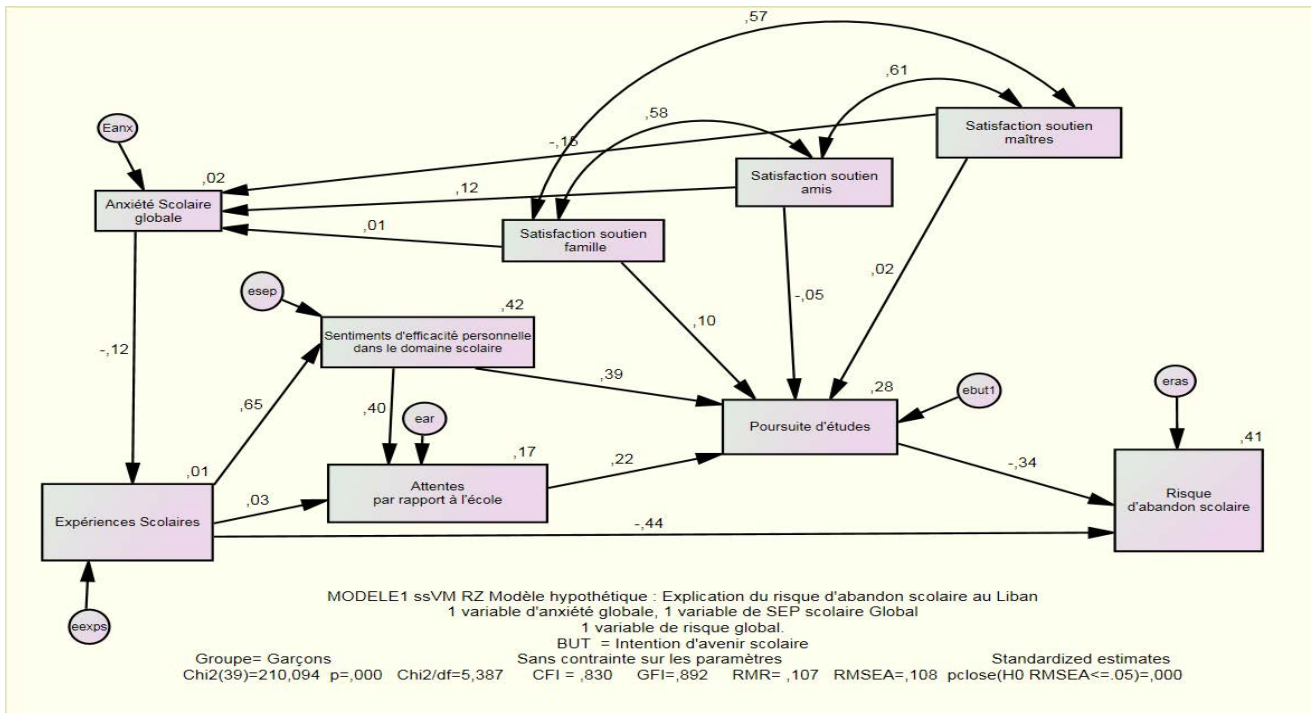 ,57
,61
,58
Eanx
Satisfaction soutien
maîtres
-,15
Satisfaction soutien
amis
,02
,12
Anxiété Scolaire
globale
,01
Satisfaction soutien
famille
esep
,42
,02
-,05
,10
Sentiments d'efficacité personnelle
dans le domaine scolaire
-,12
,39
,28
ebut1
eras
,65
,40
ear
Poursuite d'études
,41
,17
,22
-,34
,01
Attentes
par rapport à l'école
,03
Risque
d'abandon scolaire
Expériences Scolaires
-,44
eexps
MODELE1 ssVM RZ Modèle hypothétique : Explication du risque d'abandon scolaire au Liban
1 variable d'anxiété globale, 1 variable de SEP scolaire Global
1 variable de risque global.
BUT = Intention d'avenir scolaire
Groupe= Garçons Sans contrainte sur les paramètres Standardized estimates
Chi2(39)=210,094 p=,000 Chi2/df=5,387 CFI = ,830 GFI=,892 RMR= ,107 RMSEA=,108 pclose(H0 RMSEA<=.05)=,000